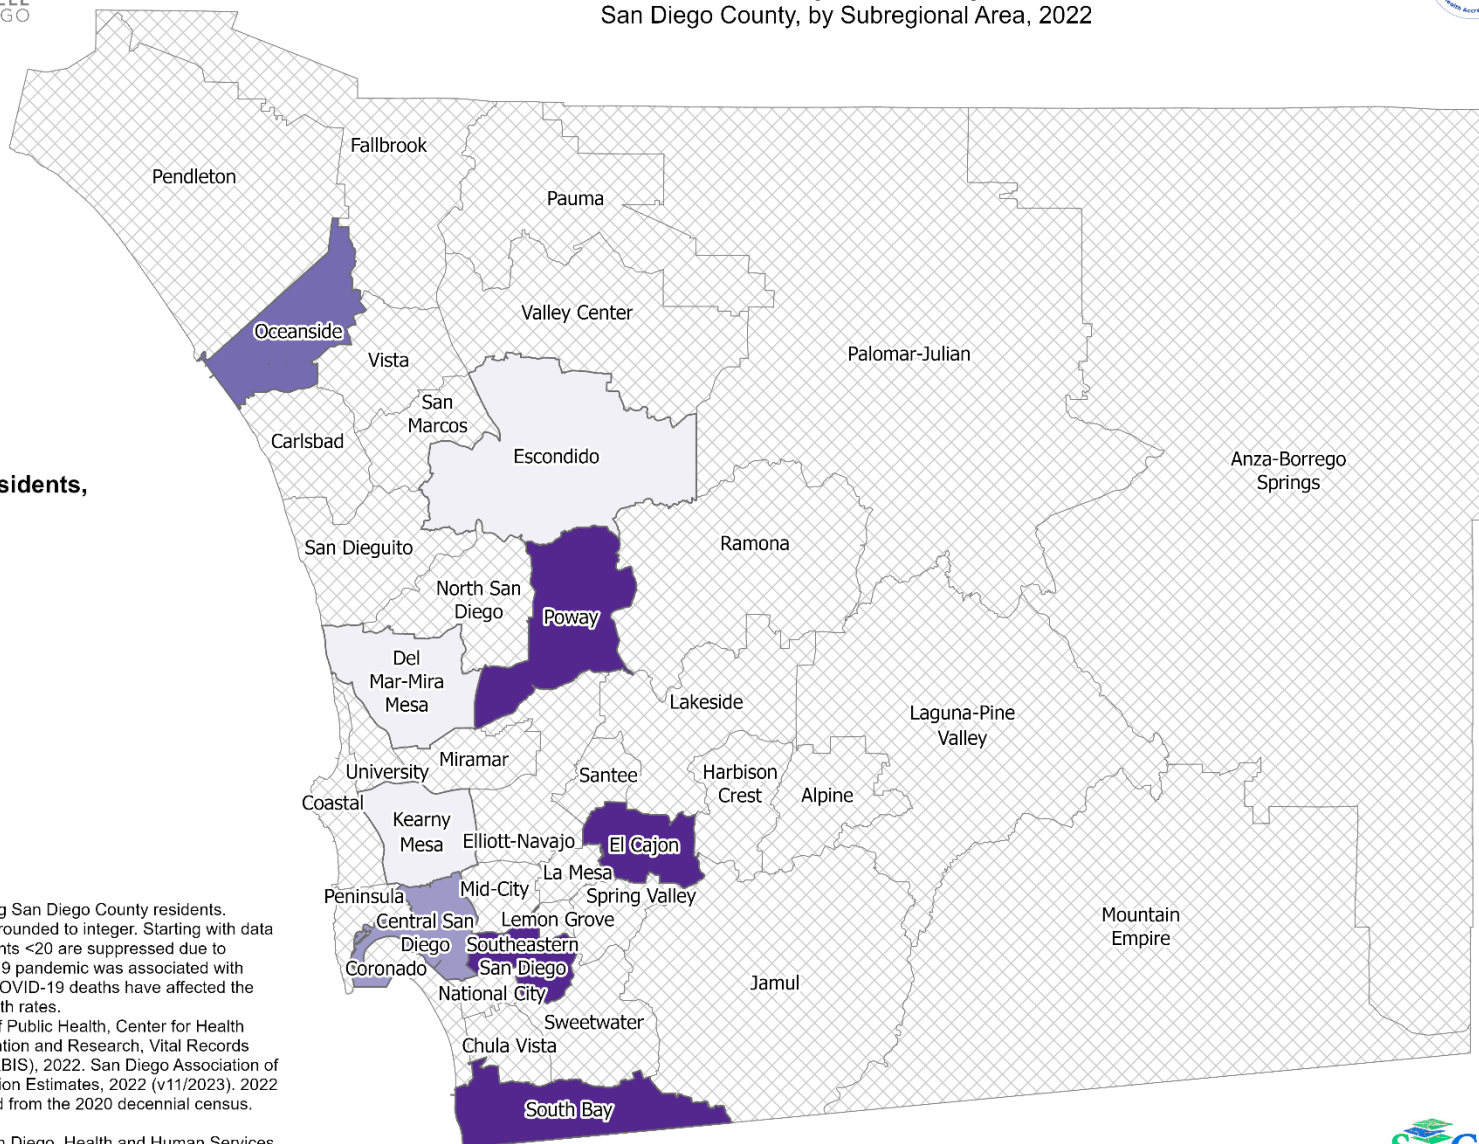 GO
San Diego County, by Subregional Area, 2022
Fallbrook
Pendleton
Pauma
Valley Center
Oceanside
Vista
Palomar-Julian
San
Marcos
Carlsbad
Escondido
Anza-Borrego
Springs
sidents,
San Dieguito
Ramona
North San
Diego
Poway
Del
Mar-Mira
Mesa
Lakeside
Laguna-Pine
Valley
Miramar
University
Santee
Harbison
Crest
Alpine
Coastal
Kearny
Mesa
Elliott-Navajo
El Cajon
La Mesa
Mid-City
Peninsula
Spring Valley
Central San
Diego
Lemon Grove
Southeastern
San Diego
Coronado
National City
Mountain
Empire
Jamul
Sweetwater
Chula Vista
South Bay
g San Diego County residents.
rounded to integer. Starting with data
nts <20 are suppressed due to
9 pandemic was associated with
OVID-19 deaths have affected the
th rates.
f Public Health, Center for Health
ation and Research, Vital Records
BIS), 2022. San Diego Association of
ion Estimates, 2022 (v11/2023). 2022
d from the 2020 decennial census.
n Diego, Health and Human Services